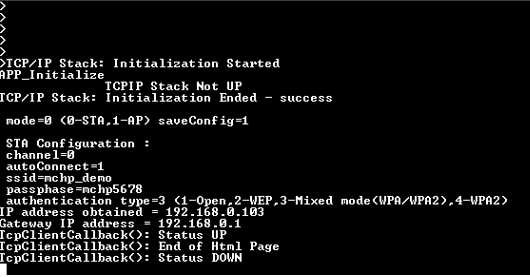 >
>
>
>
>
>TCP/IP Stack: Initialization Started
APP_Initialize
TCPIP Stack Not UP
TCP/IP Stack: Initialization Ended - success
mode=0 (0-STA,1-AP) saveConfig=1
STA Configuration :
channel=0
autoConnect=1
ssid=mchp_demo
passphase=mchp5678
authentication type=3 (1-Open,2-WEP,3-Mixed mode(WPA/WPA2),4-WPA2)
IP address obtained = 192.168.0.103
Gateway IP address = 192.168.0.1
TcpClientCallback(): Status UP
TcpClientCallback(): End of Html Page
TcpClientCallback(): Status DOWN